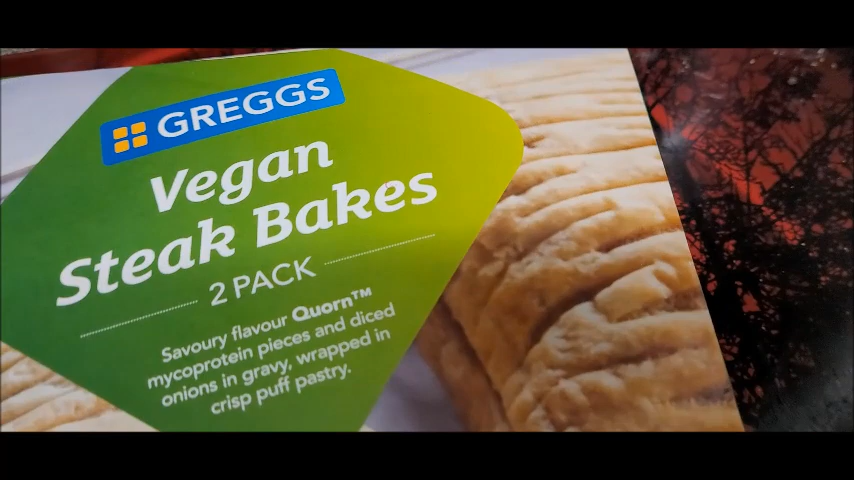 GREGGS
Vegan
Steak Bakes
2 PACK
Savoury flavour Quorn™
mycoprotein pieces and diced
onions in gravy, wrapped in
crisp puff pastry.